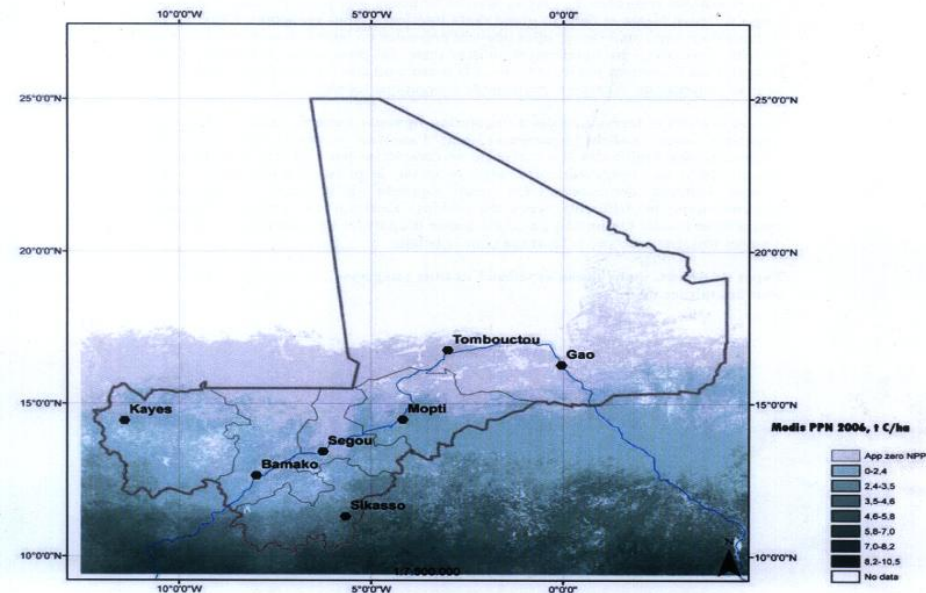 10°0'0"W 5°0'0"W 0°0'0"
25°0'0"N 25°0'0"N
20°0'0"N 20°0'0"N
Tombouctou
Gao
15°0'0"N 15°0'0"N
Kayes
Mopti
Segou
Bamako
Sikasso
10°0'0"N 10°0'0"N
1:7.900.000
10°0'0"W 5°0'0"W 0°0'0"
Modis PPN 2006, t C/ha
App zero NPP
0-2,4
2,4-3,5
3,5-4,6
4,6-5,8
5,8-7,0
7,0-8,2
8,2-10,5
No data